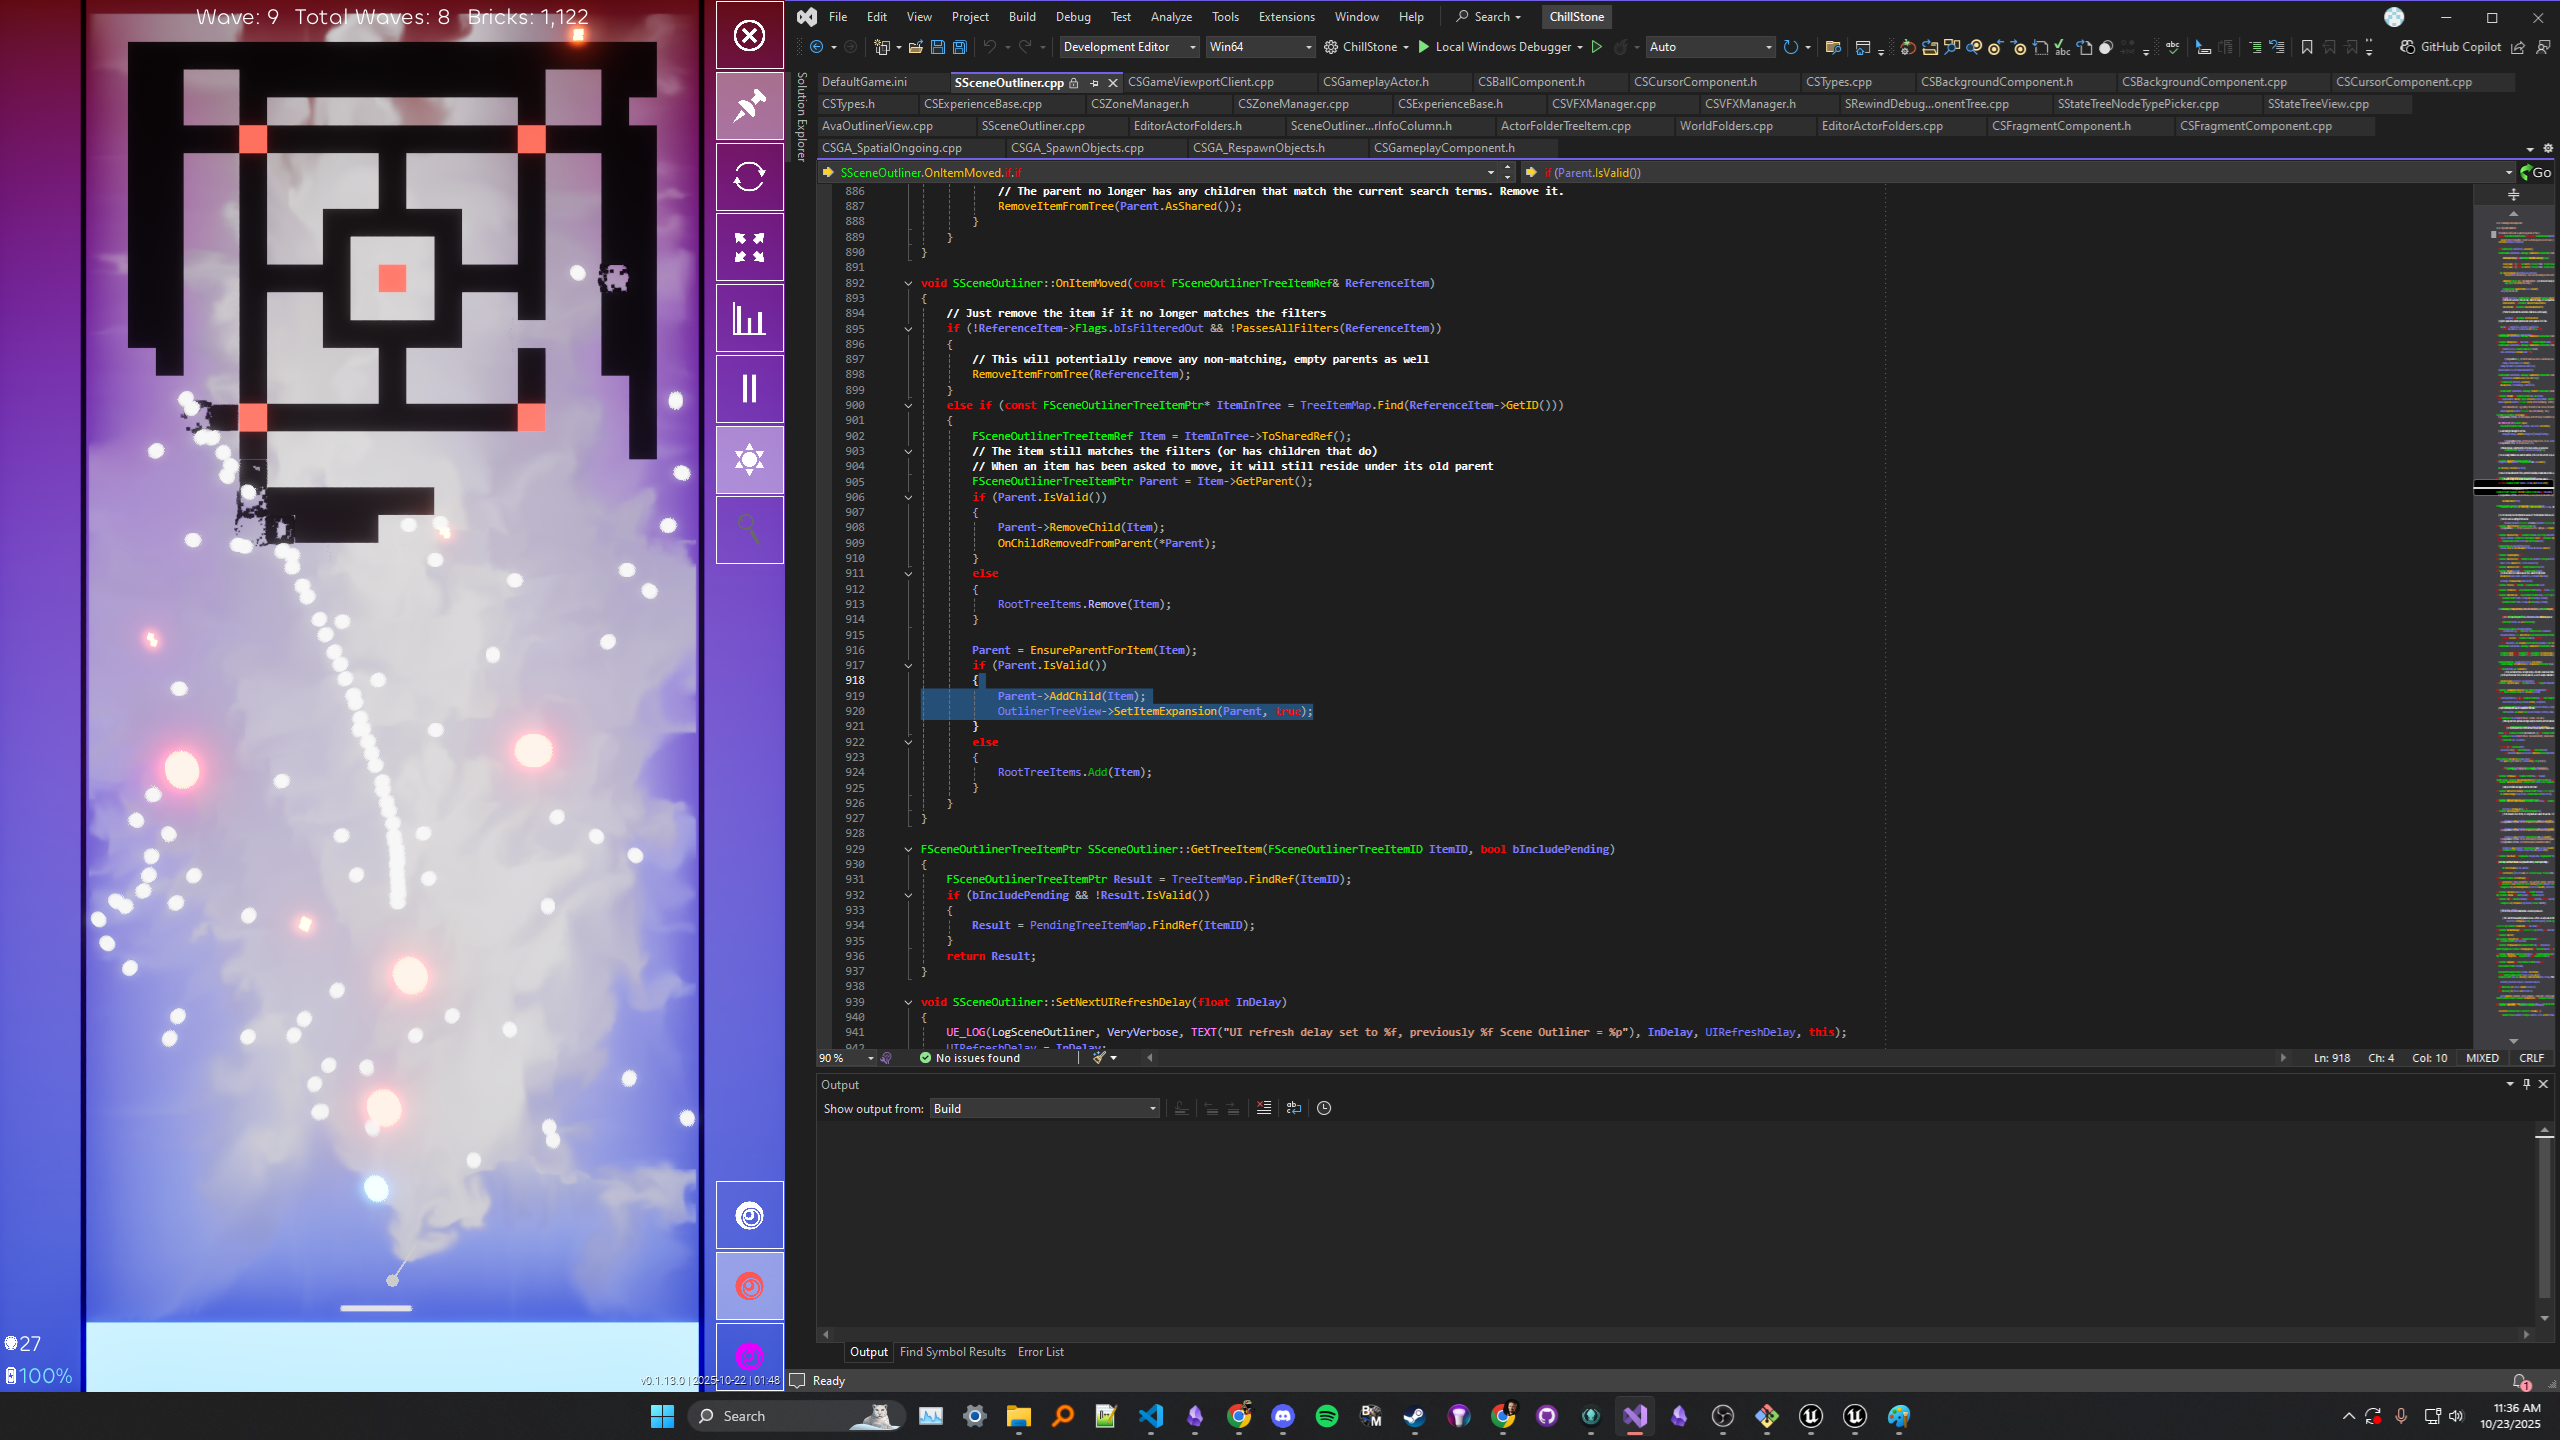 Wave: 9 Total Waves: 8 Bricks: 1,122
27
100%
v0.1.13.0 | 2025-10-22 | 01:48
File Edit View Project Build Debug Test Analyze Tools Extensions Window Help Search ChillStone
Development Editor Win64 ChillStone Local Windows Debugger Auto GitHub Copilot
Solution Explorer
DefaultGame.ini SSceneOutliner.cpp CSGameViewportClient.cpp CSGameplayActor.h CSBallComponent.h CSCursorComponent.h CSTypes.cpp CSBackgroundComponent.h CSBackgroundComponent.cpp CSCursorComponent.cpp
CSTypes.h CSExperienceBase.cpp CSZoneManager.h CSZoneManager.cpp CSExperienceBase.h CSVFXManager.cpp CSVFXManager.h SRewindDebug...onentTree.cpp SStateTreeNodeTypePicker.cpp SStateTreeView.cpp
AvaOutlinerView.cpp SSceneOutliner.cpp EditorActorFolders.h SceneOutliner...rInfoColumn.h ActorFolderTreeItem.cpp WorldFolders.cpp EditorActorFolders.cpp CSFragmentComponent.h CSFragmentComponent.cpp
CSGA_SpatialOngoing.cpp CSGA_SpawnObjects.cpp CSGA_RespawnObjects.h CSGameplayComponent.h
SSceneOutliner.OnItemMoved.if.if if (Parent.IsValid()) Go
886 // The parent no longer has any children that match the current search terms. Remove it.
887 RemoveItemFromTree(Parent.AsShared());
888 }
889 }
890 }
891
892 void SSceneOutliner::OnItemMoved(const FSceneOutlinerTreeItemRef& ReferenceItem)
893 {
894 // Just remove the item if it no longer matches the filters
895 if (!ReferenceItem->Flags.bIsFilteredOut && !PassesAllFilters(ReferenceItem))
896 {
897 // This will potentially remove any non-matching, empty parents as well
898 RemoveItemFromTree(ReferenceItem);
899 }
900 else if (const FSceneOutlinerTreeItemPtr* ItemInTree = TreeItemMap.Find(ReferenceItem->GetID()))
901 {
902 FSceneOutlinerTreeItemRef Item = ItemInTree->ToSharedRef();
903 // The item still matches the filters (or has children that do)
904 // When an item has been asked to move, it will still reside under its old parent
905 FSceneOutlinerTreeItemPtr Parent = Item->GetParent();
906 if (Parent.IsValid())
907 {
908 Parent->RemoveChild(Item);
909 OnChildRemovedFromParent(*Parent);
910 }
911 else
912 {
913 RootTreeItems.Remove(Item);
914 }
915
916 Parent = EnsureParentForItem(Item);
917 if (Parent.IsValid())
918 {
919 Parent->AddChild(Item);
920 OutlinerTreeView->SetItemExpansion(Parent, true);
921 }
922 else
923 {
924 RootTreeItems.Add(Item);
925 }
926 }
927 }
928
929 FSceneOutlinerTreeItemPtr SSceneOutliner::GetTreeItem(FSceneOutlinerTreeItemID ItemID, bool bIncludePending)
930 {
931 FSceneOutlinerTreeItemPtr Result = TreeItemMap.FindRef(ItemID);
932 if (bIncludePending && !Result.IsValid())
933 {
934 Result = PendingTreeItemMap.FindRef(ItemID);
935 }
936 return Result;
937 }
938
939 void SSceneOutliner::SetNextUIRefreshDelay(float InDelay)
940 {
941 UE_LOG(LogSceneOutliner, VeryVerbose, TEXT("UI refresh delay set to %f, previously %f Scene Outliner = %p"), InDelay, UIRefreshDelay, this);
942 UIRefreshDelay = InDelay;
90 % No issues found Ln: 918 Ch: 4 Col: 10 MIXED CRLF
Output
Show output from: Build
Output Find Symbol Results Error List
Ready 1
Search
11:36 AM
10/23/2025